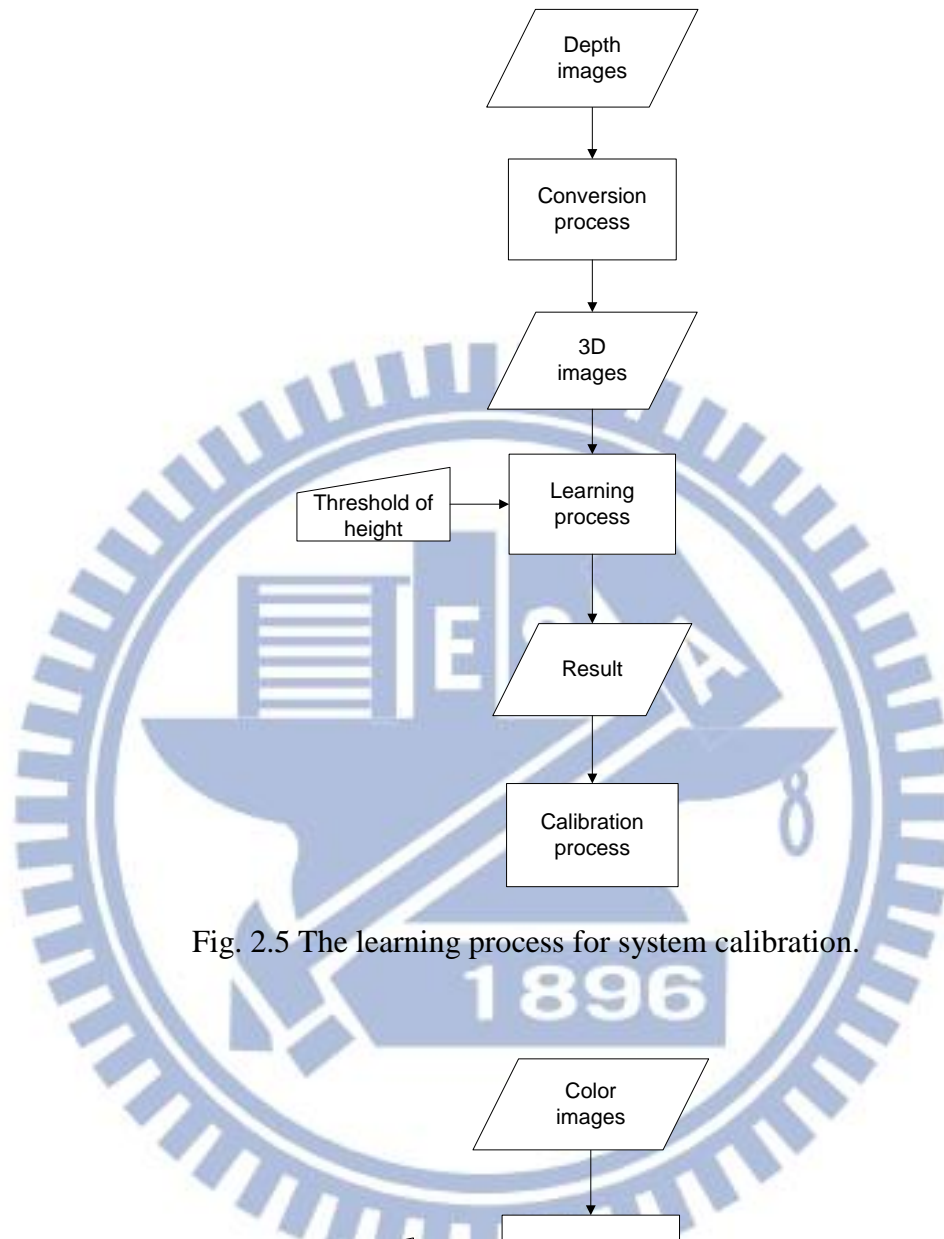 Depth
images
Conversion
process
3D
images
Threshold of
height
Learning
process
E
A
Result
Calibration
process
Fig. 2.5 The learning process for system calibration.
1896
Color
images